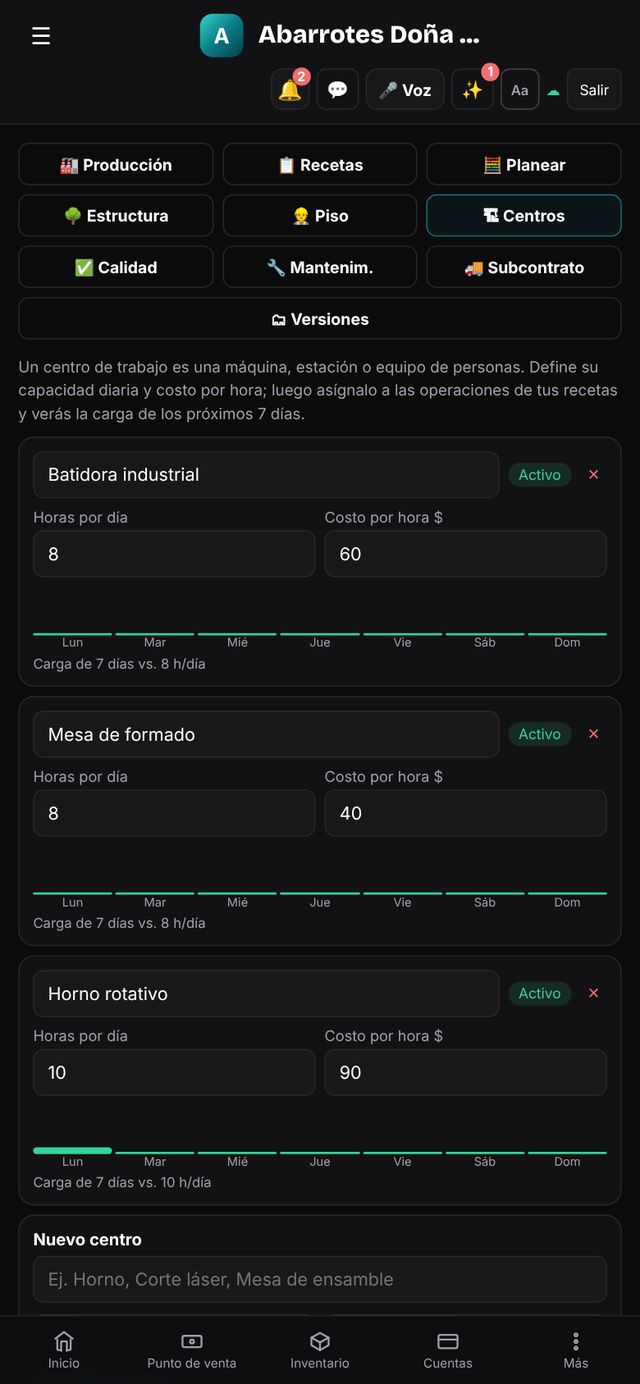 ☰ A Abarrotes Doña ...
🔔 2 💬 🎤 Voz ✨ 1 Aa ☁ Salir
🏭 Producción 📋 Recetas 🧮 Planear
🌳 Estructura 👷 Piso 🏗 Centros
✅ Calidad 🔧 Mantenim. 🚚 Subcontrato
🗂 Versiones
Un centro de trabajo es una máquina, estación o equipo de personas. Define su
capacidad diaria y costo por hora; luego asígnalo a las operaciones de tus recetas
y verás la carga de los próximos 7 días.
Batidora industrial Activo ×
Horas por día Costo por hora $
8 60
Lun Mar Mié Jue Vie Sáb Dom
Carga de 7 días vs. 8 h/día
Mesa de formado Activo ×
Horas por día Costo por hora $
8 40
Lun Mar Mié Jue Vie Sáb Dom
Carga de 7 días vs. 8 h/día
Horno rotativo Activo ×
Horas por día Costo por hora $
10 90
Lun Mar Mié Jue Vie Sáb Dom
Carga de 7 días vs. 10 h/día
Nuevo centro
Ej. Horno, Corte láser, Mesa de ensamble
Inicio Punto de venta Inventario Cuentas Más